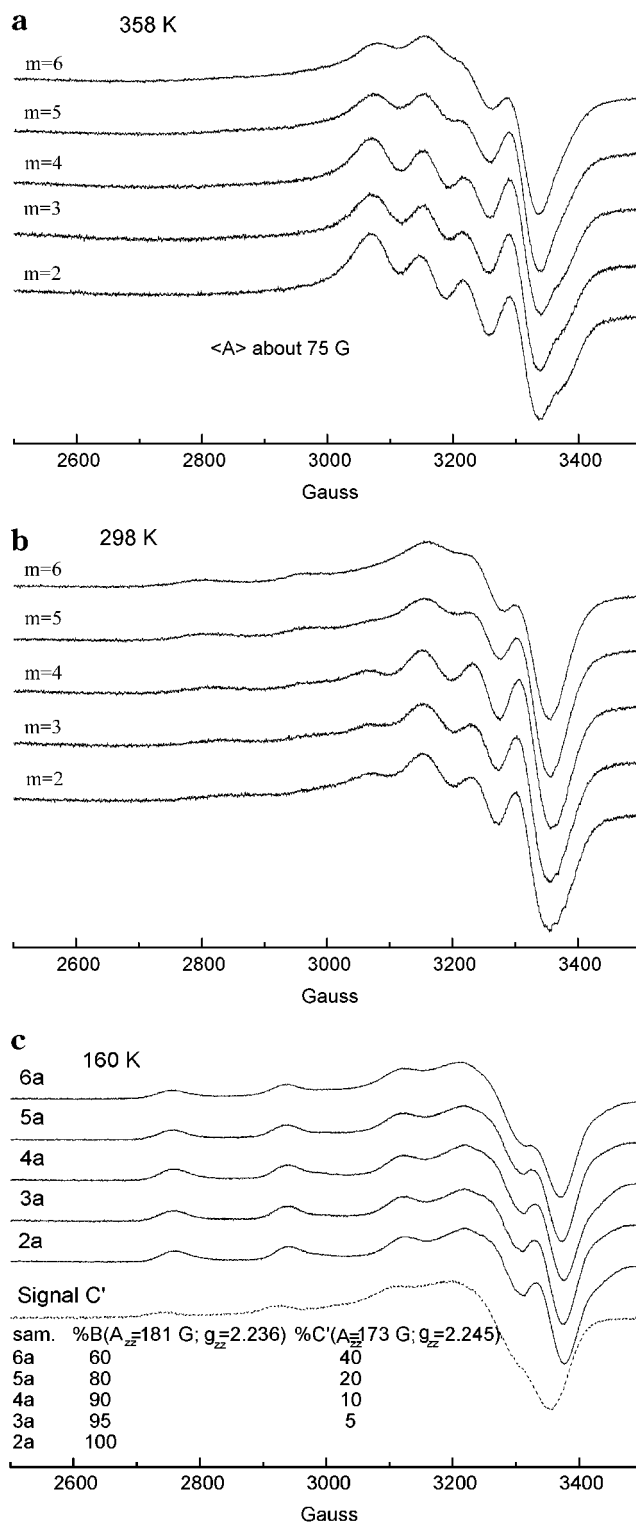 a
358 K
m=6
m=5
m=4
m=3
m=2
<A> about 75 G
2600 2800 3000 3200 3400
Gauss
b
298 K
m=6
m=5
m=4
m=3
m=2
2600 2800 3000 3200 3400
Gauss
c
160 K
6a
5a
4a
3a
2a
Signal C'
sam. %B(Azz=181 G; gzz=2.236) %C'(Azz=173 G; gzz=2.245)
6a 60 40
5a 80 20
4a 90 10
3a 95 5
2a 100
2600 2800 3000 3200 3400
Gauss